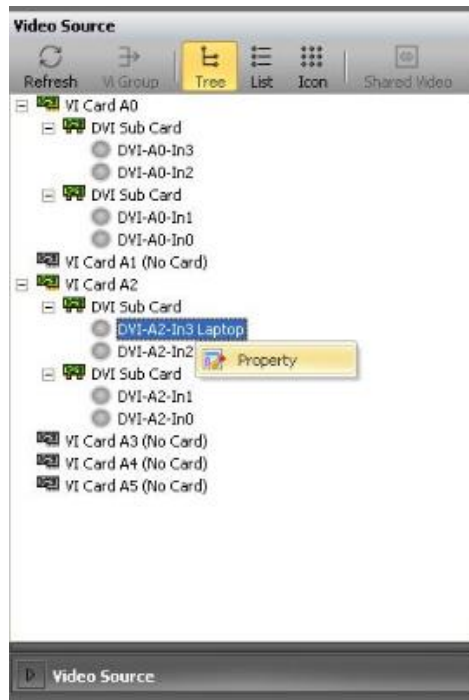 Video Source
Refresh VI Group Tree List Icon Shared Video
VI Card A0
DVI Sub Card
DVI-A0-In3
DVI-A0-In2
DVI Sub Card
DVI-A0-In1
DVI-A0-In0
VI Card A1 (No Card)
VI Card A2
DVI Sub Card
DVI-A2-In3 Laptop
DVI-A2-In2 Property
DVI Sub Card
DVI-A2-In1
DVI-A2-In0
VI Card A3 (No Card)
VI Card A4 (No Card)
VI Card A5 (No Card)
Video Source